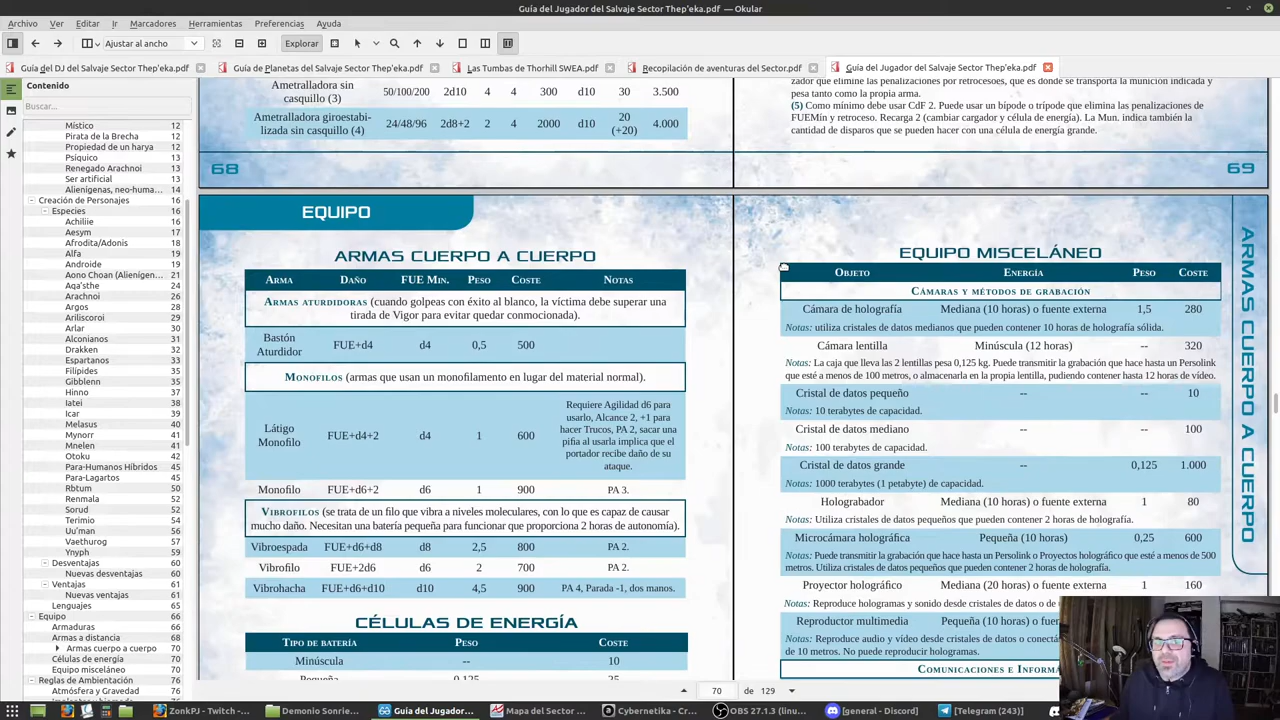 Guía del Jugador del Salvaje Sector Thep'eka.pdf — Okular
Archivo Ver Editar Ir Marcadores Herramientas Preferencias Ayuda
Ajustar al ancho Explorar
Guía del DJ del Salvaje Sector Thep'eka.pdf
Guía de Planetas del Salvaje Sector Thep'eka.pdf
Las Tumbas de Thorhill SWEA.pdf
Recopilación de aventuras del Sector.pdf
Guía del Jugador del Salvaje Sector Thep'eka.pdf
Contenido
Buscar...
Místico 12
Pirata de la Brecha 12
Propiedad de un harya 12
Psíquico 13
Renegado Arachnoi 13
Ser artificial 13
Alienígenas, neo-huma... 14
Creación de Personajes 16
Especies 16
Achiliie 16
Aesym 17
Afrodita/Adonis 18
Alfa 19
Androide 19
Aono Choan (Alienígen... 21
Aqa'sthe 24
Arachnoi 26
Argos 28
Ariliscoroi 29
Arlar 30
Alconianis 31
Drakken 32
Espartanos 33
Filípides 35
Gibblenn 35
Hinno 37
Iatei 38
Icar 39
Melasus 40
Mynorr 41
Mnelen 41
Otoku 44
Para-Humanos Híbridos 45
Para-Lagartos 46
Rbtum 50
Renmala 50
Sorud 52
Terimio 57
Uu'man 56
Vaethurog 57
Ynyph 59
Desventajas 60
Nuevas desventajas 60
Ventajas 61
Nuevas ventajas 61
Lenguajes 65
Equipo 66
Armaduras 66
Armas a distancia 68
Armas cuerpo a cuerpo 70
Células de energía 70
Equipo misceláneo 70
Reglas de Ambientación 76
Atmósfera y Gravedad 76
Ametralladora sin
casquillo (3) 50/100/200 2d10 4 4 300 d10 30 3.500
Ametralladora giroestabi-
lizada sin casquillo (4) 24/48/96 2d8+2 2 4 2000 d10 20
(+20) 4.000
68
zador que elimina las penalizaciones por retrocesoes, que es donde se transporta la munición indicada y
pesa tanto como la propia arma.
(5) Como mínimo debe usar CdF 2. Puede usar un bípode o trípode que elimina las penalizaciones de
FUEMín y retroceso. Recarga 2 (cambiar cargador y célula de energía). La Mun. indica también la
cantidad de disparos que se pueden hacer con una célula de energía grande.
69
EQUIPO
ARMAS CUERPO A CUERPO
Arma Daño FUE Min. Peso Coste Notas
Armas aturdidoras (cuando golpeas con éxito al blanco, la víctima debe superar una
tirada de Vigor para evitar quedar conmocionada).
Bastón
Aturdidor FUE+d4 d4 0,5 500
Monófilos (armas que usan un monofilamento en lugar del material normal).
Látigo
Monofilo FUE+d4+2 d4 1 600
Requiere Agilidad d6 para
usarlo, Alcance 2, +1 para
hacer Trucos, PA 2, sacar una
pifia al usarla implica que el
portador recibe daño de su
ataque.
Monofilo FUE+d6+2 d6 1 900 PA 3.
Vibrofilos (se trata de un filo que vibra a niveles moleculares, con lo que es capaz de causar
mucho daño. Necesitan una batería pequeña para funcionar que proporciona 2 horas de autonomía).
Vibroespada FUE+d6+d8 d8 2,5 800 PA 2.
Vibrofilo FUE+2d6 d6 2 700 PA 2.
Vibrohacha FUE+d6+d10 d10 4,5 900 PA 4, Parada -1, dos manos.
CÉLULAS DE ENERGÍA
Tipo de batería Peso Coste
Minúscula -- 10
Pequeña 0,125 25
EQUIPO MISCELÁNEO
Objeto Energía Peso Coste
Cámaras y métodos de grabación
Cámara de holografía Mediana (10 horas) o fuente externa 1,5 280
Notas: utiliza cristales de datos medianos que pueden contener 10 horas de holografía sólida.
Cámara lentilla Minúscula (12 horas) -- 320
Notas: La caja que lleva las 2 lentillas pesa 0,125 kg. Puede transmitir la grabación que hace hasta un Persolink
que esté a menos de 100 metros, o almacenarla en la propia lentilla, pudiendo contener hasta 12 horas de vídeo.
Cristal de datos pequeño -- -- 10
Notas: 10 terabytes de capacidad.
Cristal de datos mediano -- -- 100
Notas: 100 terabytes de capacidad.
Cristal de datos grande -- 0,125 1.000
Notas: 1000 terabytes (1 petabyte) de capacidad.
Holograbador Mediana (10 horas) o fuente externa 1 80
Notas: Utiliza cristales de datos pequeños que pueden contener 2 horas de holografía.
Microcámara holográfica Pequeña (10 horas) 0,25 600
Notas: Puede transmitir la grabación que hace hasta un Persolink o Proyectos holográfico que esté a menos de 500
metros. Utiliza cristales de datos pequeños que pueden contener 2 horas de holografía.
Proyector holográfico Mediana (20 horas) o fuente externa 1 160
Notas: Reproduce hologramas y sonido desde cristales de datos o de
Reproductor multimedia Pequeña (10 horas) o fuer
Notas: Reproduce audio y vídeo desde cristales de datos o conectá
de 10 metros. No puede reproducir hologramas.
Comunicaciones e Informá
ARMAS CUERPO A CUERPO
70 de 129
ZonkPJ - Twitch -...
Demonio Sonrie...
Guía del Jugador...
Mapa del Sector ...
Cybernetika - Cr...
OBS 27.1.3 (linu...
[general - Discord]
[Telegram (243)]